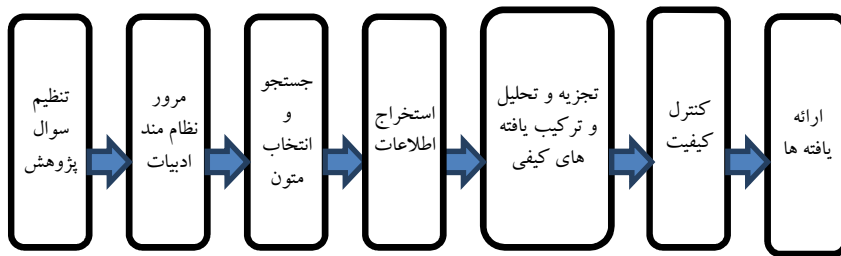 تنظیم
سوال
پژوهش
مرور
نظام مند
ادبیات
جستجو
و
انتخاب
متون
استخراج
اطلاعات
تجزیه و تحلیل
و ترکیب یافته
های کیفی
کنترل
کیفیت
ارائه
یافته ها